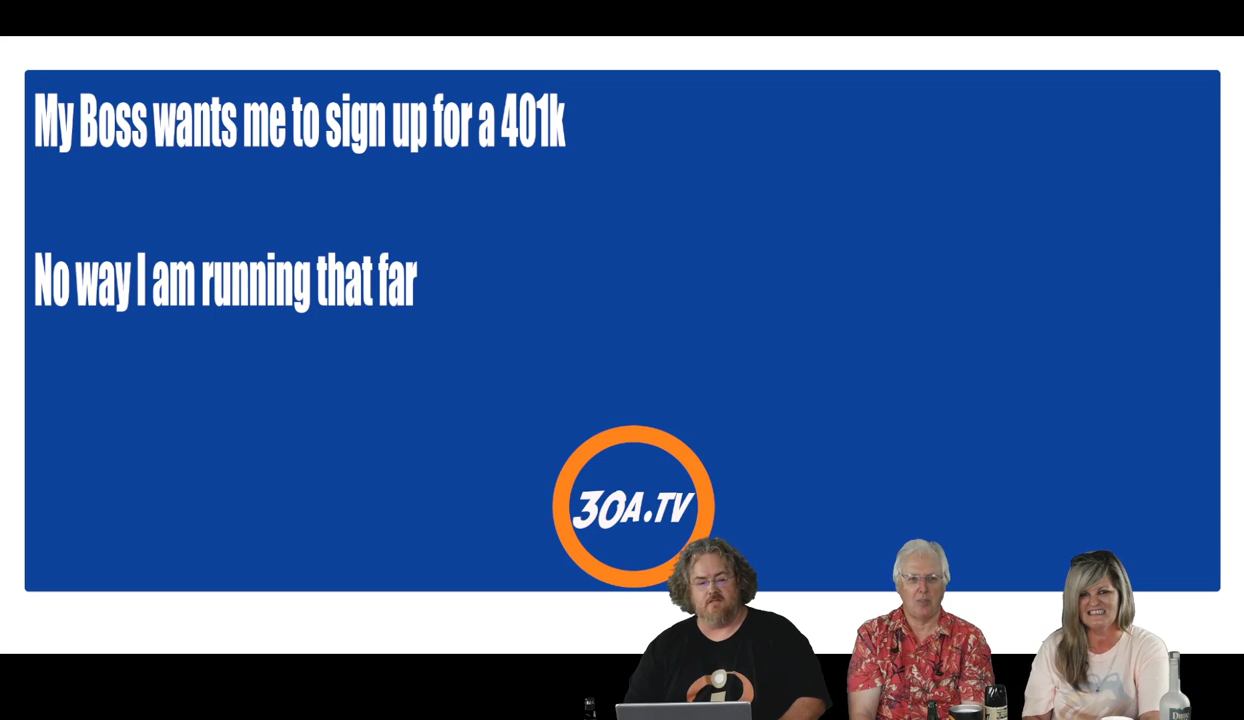 My Boss wants me to sign up for a 401k
No way I am running that far
30A.TV